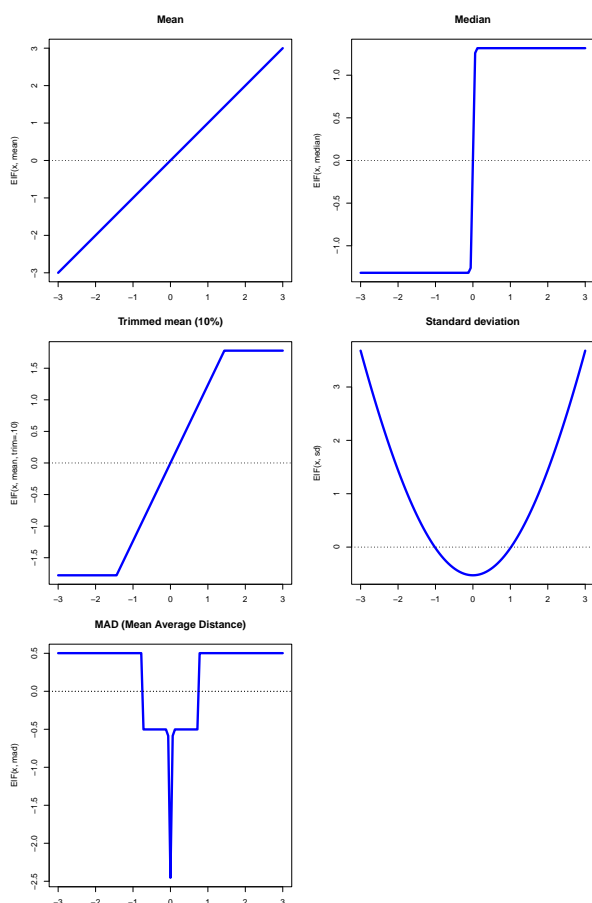 Mean
EIF(x, mean)
3
2
1
0
−1
−2
−3
−3 −2 −1 0 1 2 3
Median
EIF(x, median)
1.0
0.5
0.0
−0.5
−1.0
−3 −2 −1 0 1 2 3
Trimmed mean (10%)
EIF(x, mean, trim=.10)
1.5
1.0
0.5
0.0
−0.5
−1.0
−1.5
−3 −2 −1 0 1 2 3
Standard deviation
EIF(x, sd)
3
2
1
0
−3 −2 −1 0 1 2 3
MAD (Mean Average Distance)
EIF(x, mad)
0.5
0.0
−0.5
−1.0
−1.5
−2.0
−2.5
−3 −2 −1 0 1 2 3